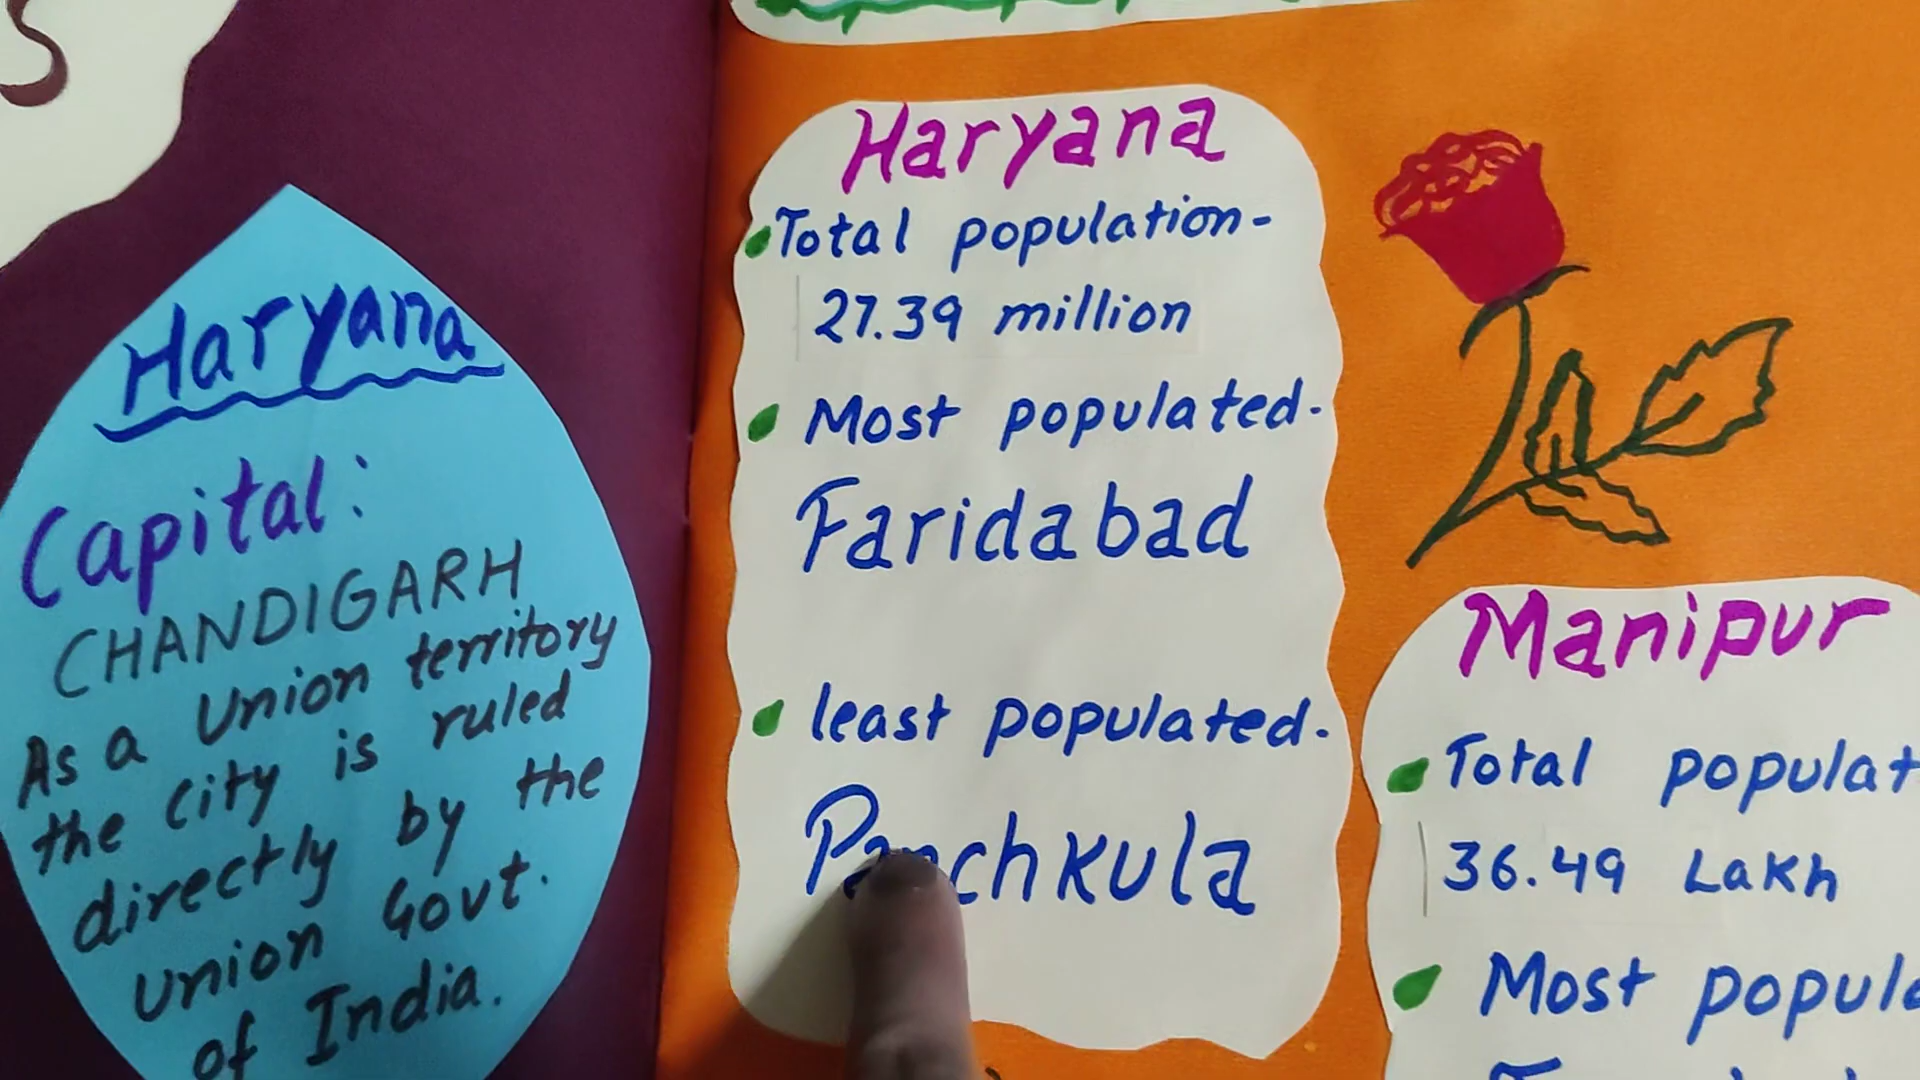 Haryana
Capital:
CHANDIGARH
As a Union territory
the city is ruled
directly by the
union Govt.
of India.
Haryana
Total population-
27.39 million
Most populated-
Faridabad
least populated-
Panchkula
Manipur
Total populat
36.49 Lakh
Most popula